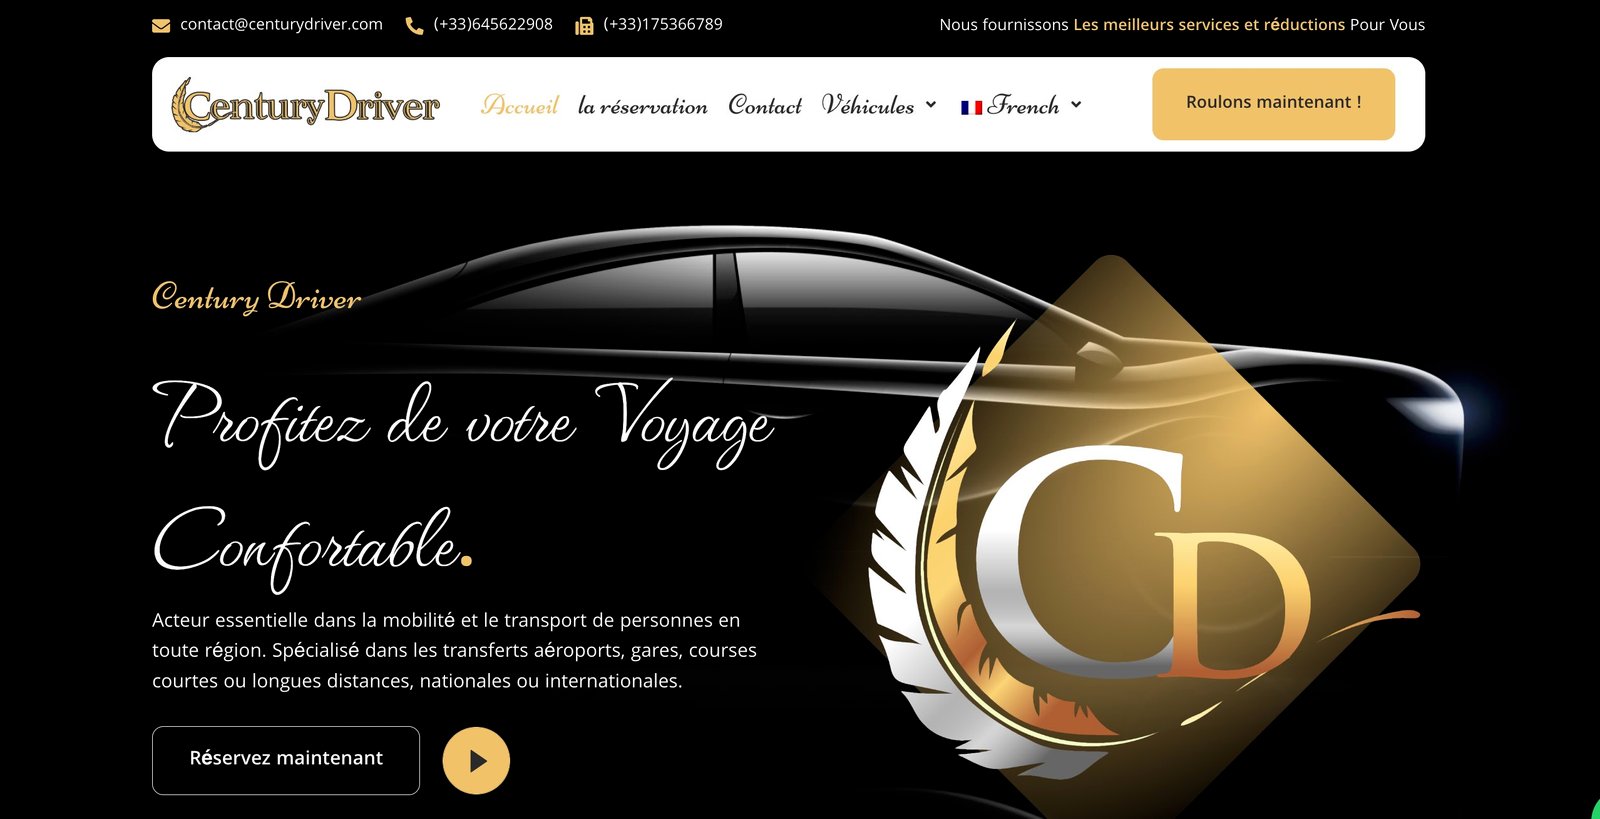 contact@centurydriver.com (+33)645622908 (+33)175366789 Nous fournissons Les meilleurs services et réductions Pour Vous
CenturyDriver Accueil la réservation Contact Véhicules French Roulons maintenant !
Century Driver
Profitez de votre Voyage
Confortable.
CD
Acteur essentielle dans la mobilité et le transport de personnes en
toute région. Spécialisé dans les transferts aéroports, gares, courses
courtes ou longues distances, nationales ou internationales.
Réservez maintenant